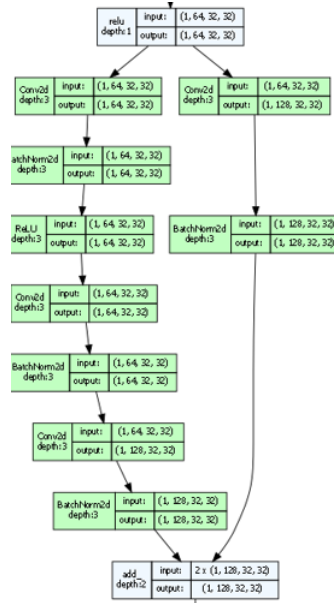 relu
depth:1
input: (1, 64, 32, 32)
output: (1, 64, 32, 32)
Conv2d
depth:3
input: (1, 64, 32, 32)
output: (1, 64, 32, 32)
Conv2d
depth:3
input: (1, 64, 32, 32)
output: (1, 128, 32, 32)
atchNorm2d
depth:3
input: (1, 64, 32, 32)
output: (1, 64, 32, 32)
ReLU
depth:3
input: (1, 64, 32, 32)
output: (1, 64, 32, 32)
BatchNorm2d
depth:3
input: (1, 128, 32, 32)
output: (1, 128, 32, 32)
Conv2d
depth:3
input: (1, 64, 32, 32)
output: (1, 64, 32, 32)
BatchNorm2d
depth:3
input: (1, 64, 32, 32)
output: (1, 64, 32, 32)
Conv2d
depth:3
input: (1, 64, 32, 32)
output: (1, 128, 32, 32)
BatchNorm2d
depth:3
input: (1, 128, 32, 32)
output: (1, 128, 32, 32)
add_
depth:2
input: 2 x (1, 128, 32, 32)
output: (1, 128, 32, 32)